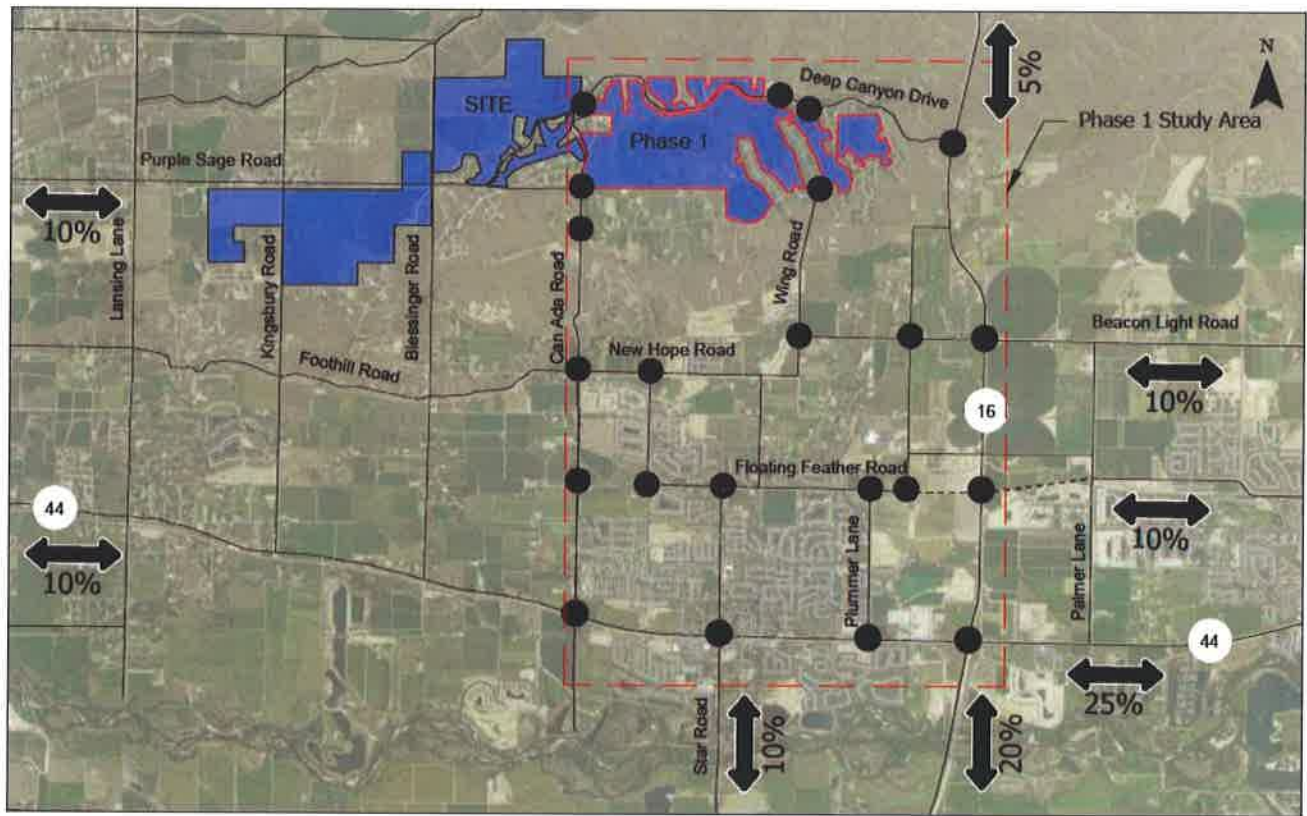 5%
N
Deep Canyon Drive
SITE
Phase 1
Phase 1 Study Area
Purple Sage Road
10%
Lansing Lane
Kingsbury Road
Blessinger Road
Can Ada Road
Wing Road
Beacon Light Road
New Hope Road
Foothill Road
10%
16
Floating Feather Road
44
10%
10%
Plummer Lane
Palmer Lane
44
25%
Star Road
10%
20%